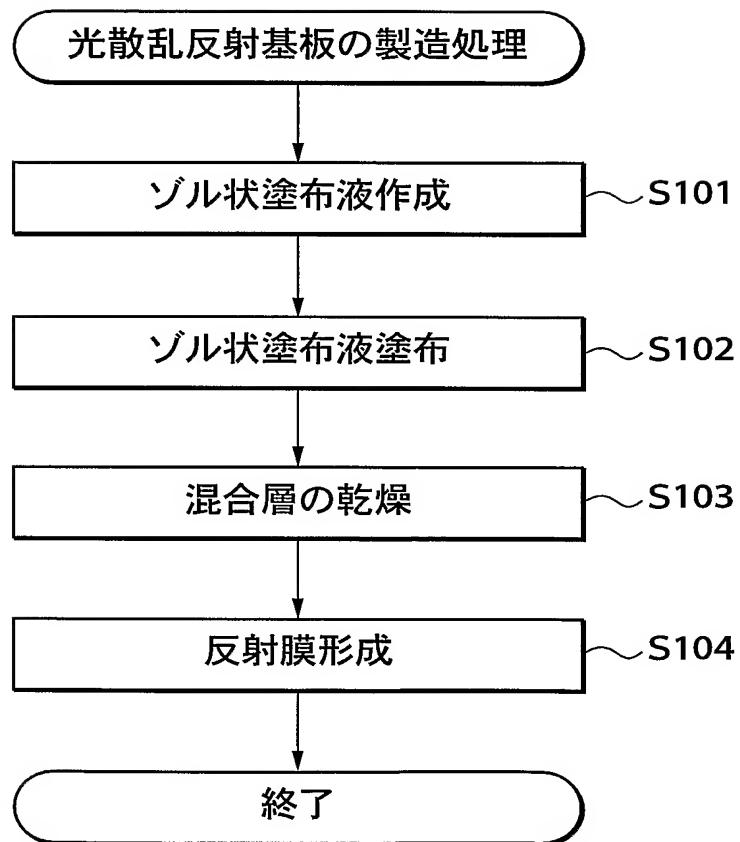 光散乱反射基板の製造処理
ゾル状塗布液作成 S101
ゾル状塗布液塗布 S102
混合層の乾燥 S103
反射膜形成 S104
終了